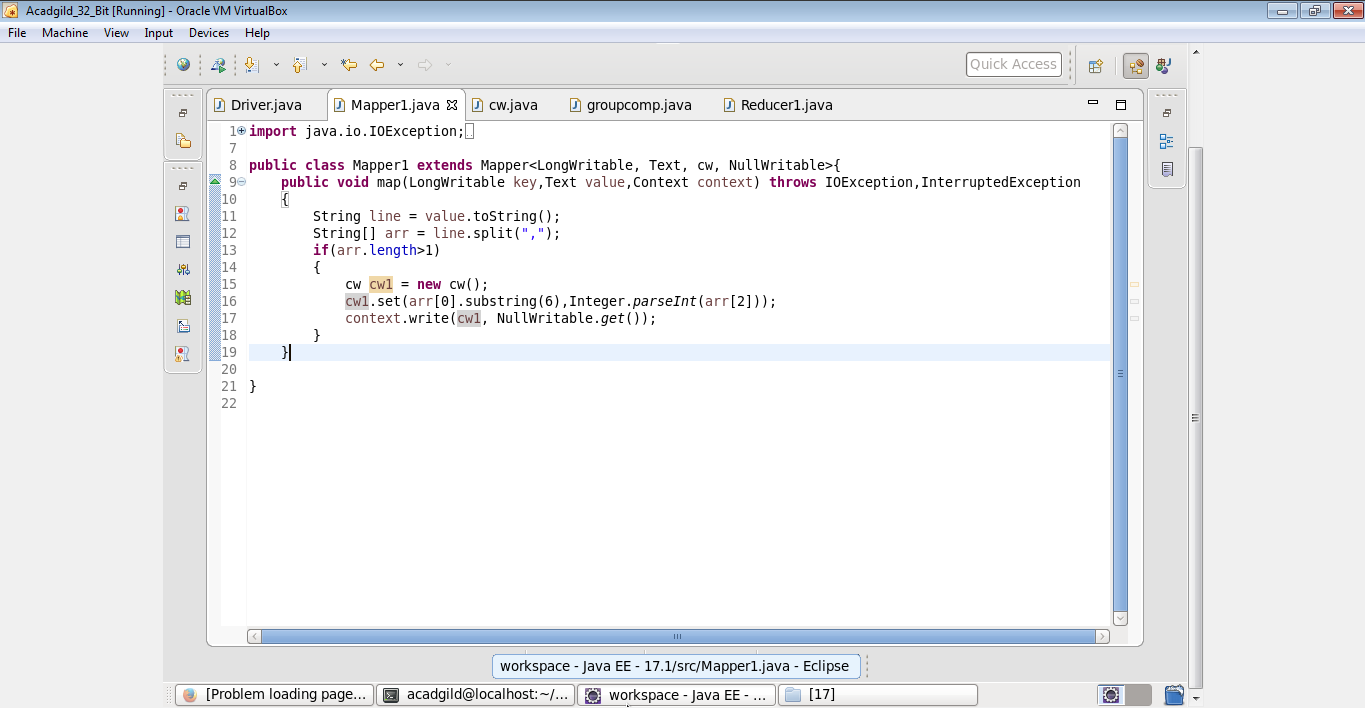 Acadgild_32_Bit [Running] - Oracle VM VirtualBox
File Machine View Input Devices Help
Quick Access
Driver.java Mapper1.java cw.java groupcomp.java Reducer1.java
1 import java.io.IOException;
7
8 public class Mapper1 extends Mapper<LongWritable, Text, cw, NullWritable>{
9 public void map(LongWritable key,Text value,Context context) throws IOException,InterruptedException
10 {
11 String line = value.toString();
12 String[] arr = line.split(",");
13 if(arr.length>1)
14 {
15 cw cw1 = new cw();
16 cw1.set(arr[0].substring(6),Integer.parseInt(arr[2]));
17 context.write(cw1, NullWritable.get());
18 }
19 }
20
21 }
22
workspace - Java EE - 17.1/src/Mapper1.java - Eclipse
[Problem loading page... acadgild@localhost:~/... workspace - Java EE - ... [17]